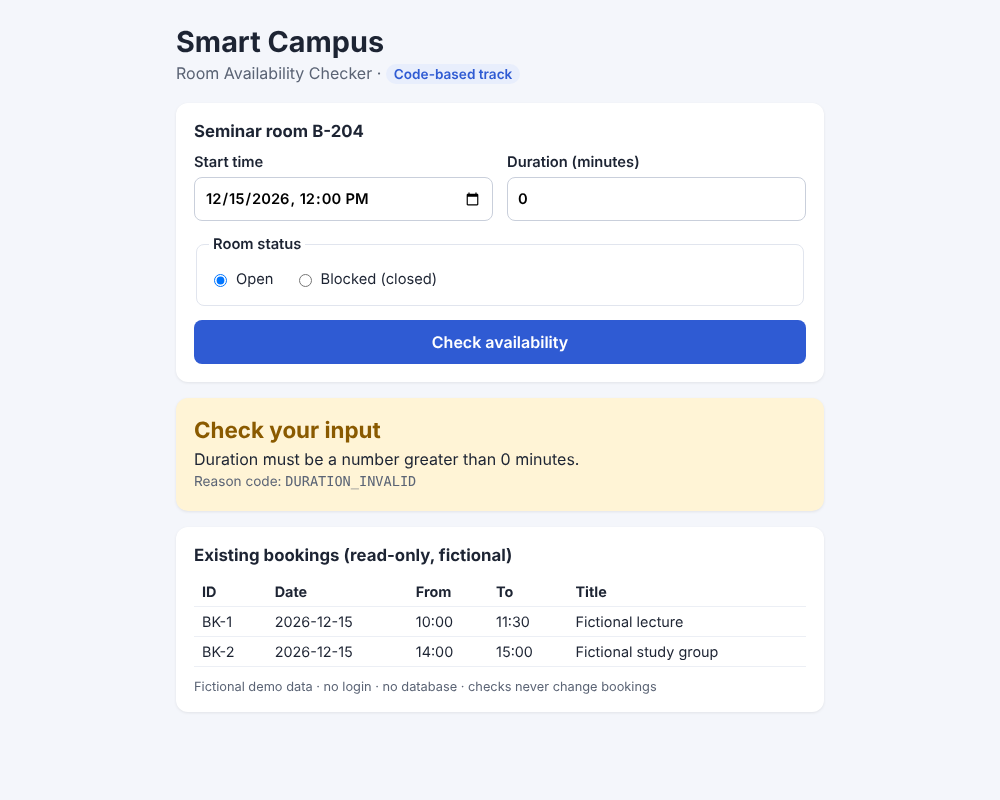 Smart Campus
Room Availability Checker · Code-based track
Seminar room B-204
Start time Duration (minutes)
12/15/2026, 12:00 PM 0
Room status
Open Blocked (closed)
Check availability
Check your input
Duration must be a number greater than 0 minutes.
Reason code: DURATION_INVALID
Existing bookings (read-only, fictional)
ID Date From To Title
BK-1 2026-12-15 10:00 11:30 Fictional lecture
BK-2 2026-12-15 14:00 15:00 Fictional study group
Fictional demo data · no login · no database · checks never change bookings